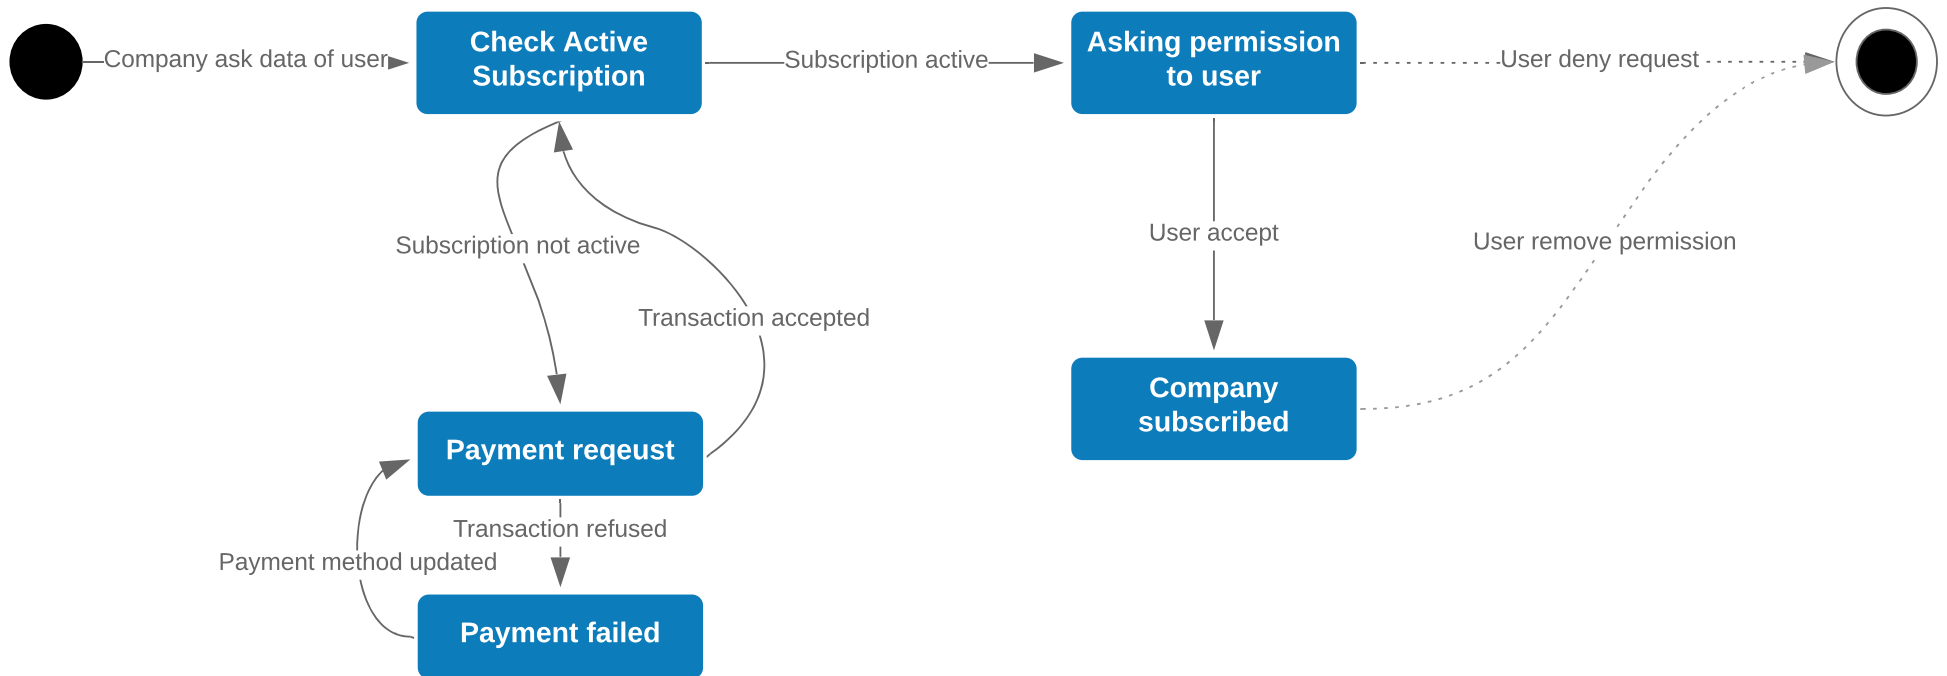 Company ask data of user
Check Active
Subscription
Subscription active
Asking permission
to user
User deny request
Subscription not active
User accept
User remove permission
Transaction accepted
Company
subscribed
Payment reqeust
Transaction refused
Payment method updated
Payment failed